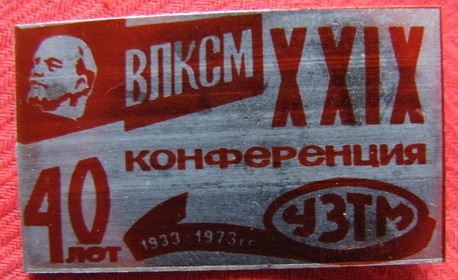 ВЛКСМ XXIX
КОНФЕРЕНЦИЯ
40 ЛЕТ
1933-1973гг
УЗТМ